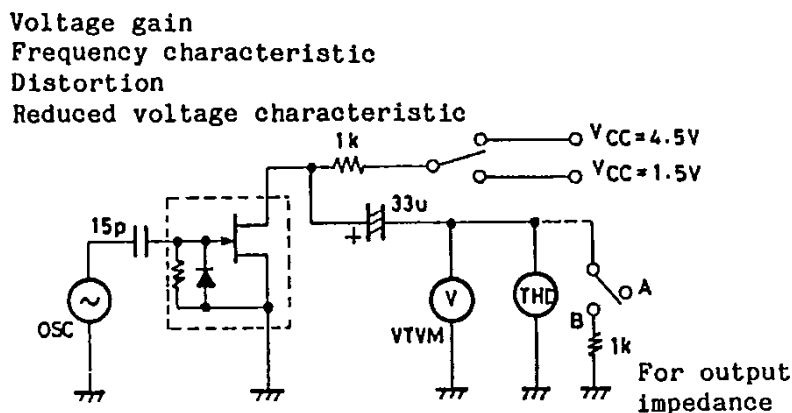 Voltage gain
Frequency characteristic
Distortion
Reduced voltage characteristic
1k
VCC=4.5V
VCC=1.5V
15p
33u
+
OSC
V
VTVM
THD
A
B
1k
For output
impedance